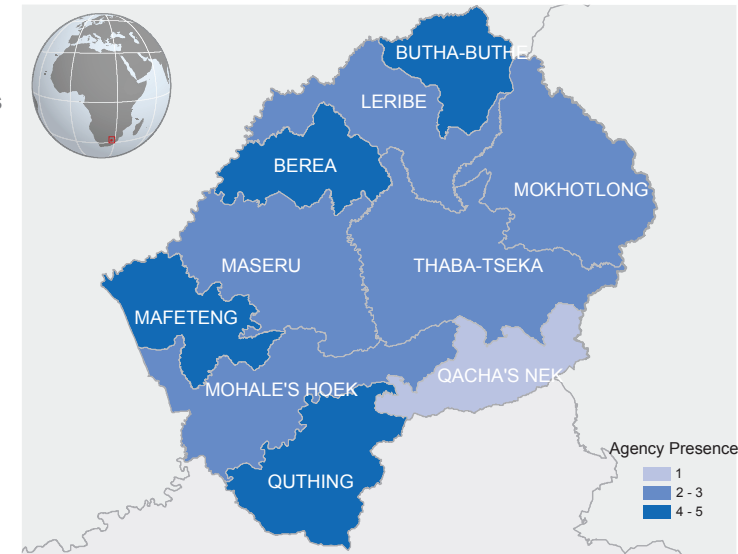 s
BUTHA-BUTHE
LERIBE
BEREA
MOKHOTLONG
MASERU
THABA-TSEKA
MAFETENG
QACHA'S NEK
MOHALE'S HOEK
QUTHING
Agency Presence
1
2 - 3
4 - 5